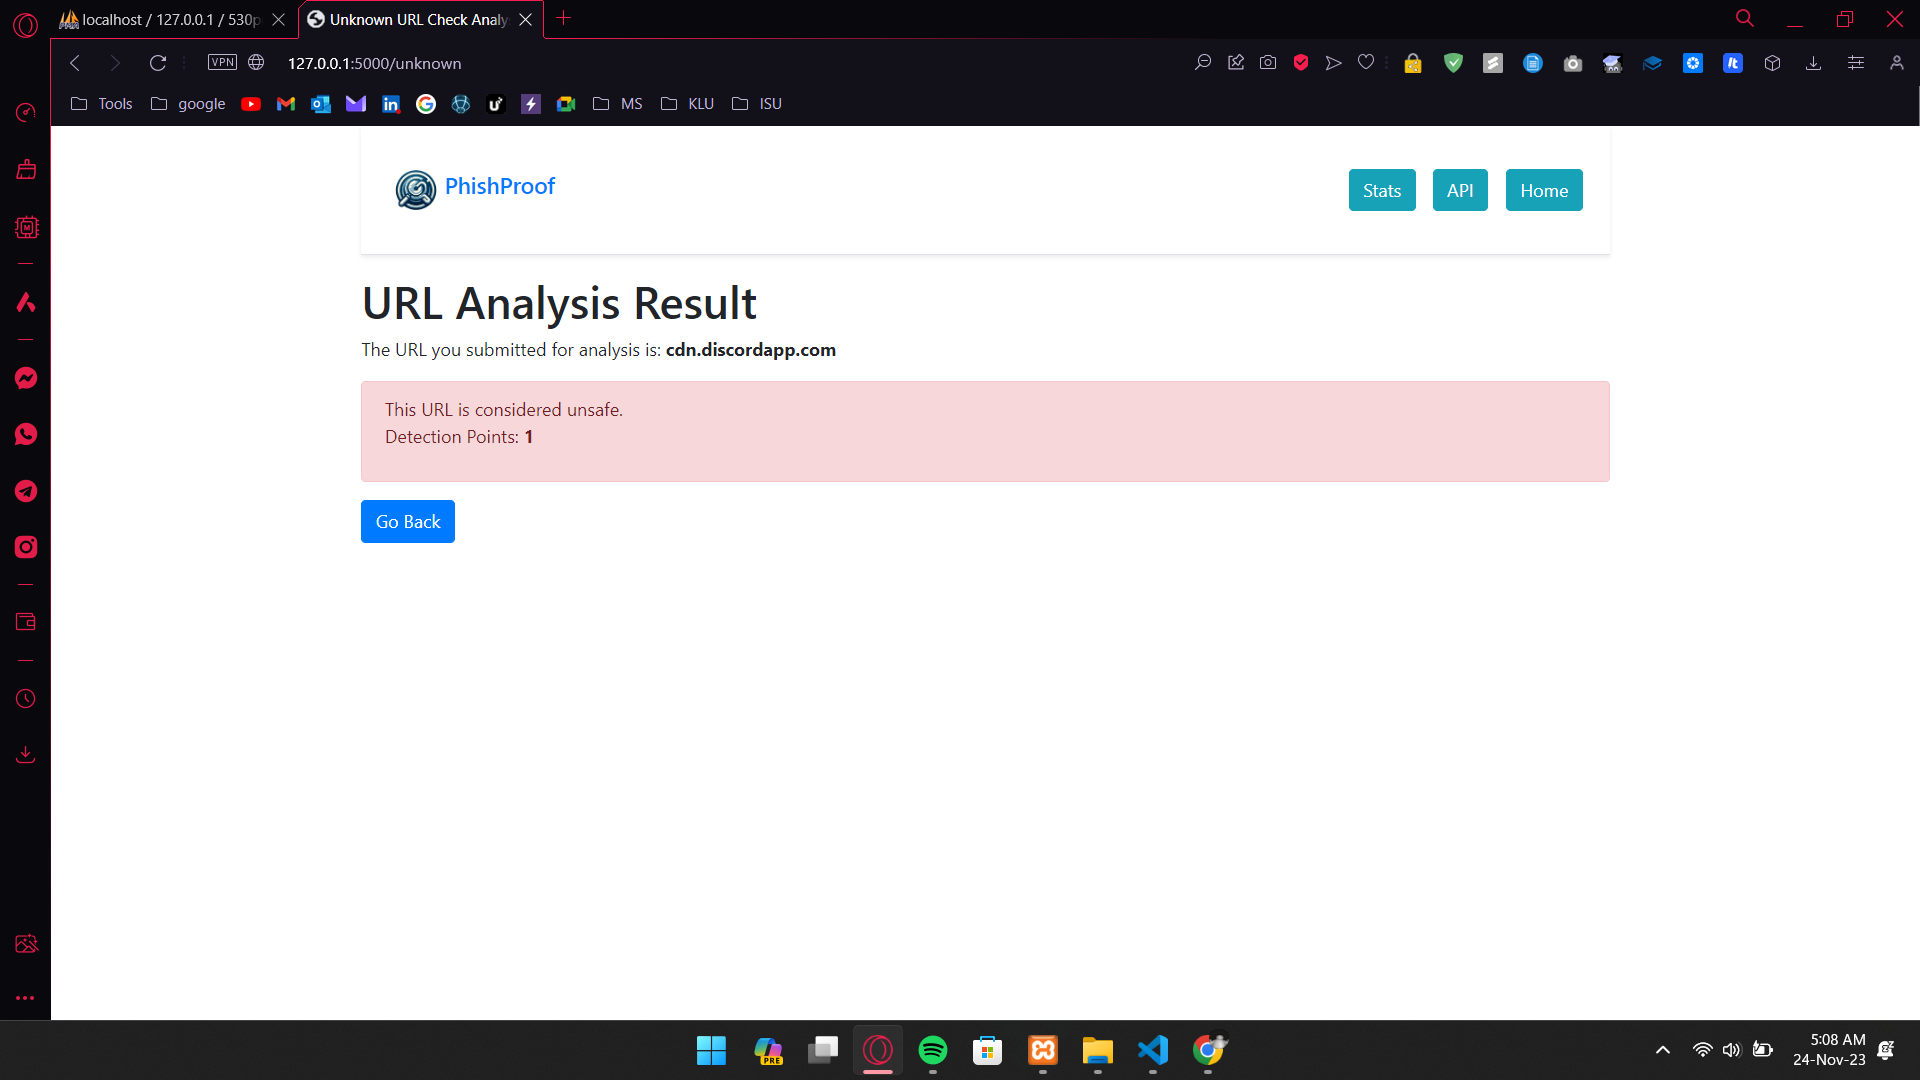 localhost / 127.0.0.1 / 530p
Unknown URL Check Analy
VPN
127.0.0.1:5000/unknown
Tools
google
MS
KLU
ISU
PhishProof
Stats
API
Home
URL Analysis Result
The URL you submitted for analysis is: cdn.discordapp.com
This URL is considered unsafe.
Detection Points: 1
Go Back
PRE
5:08 AM
24-Nov-23